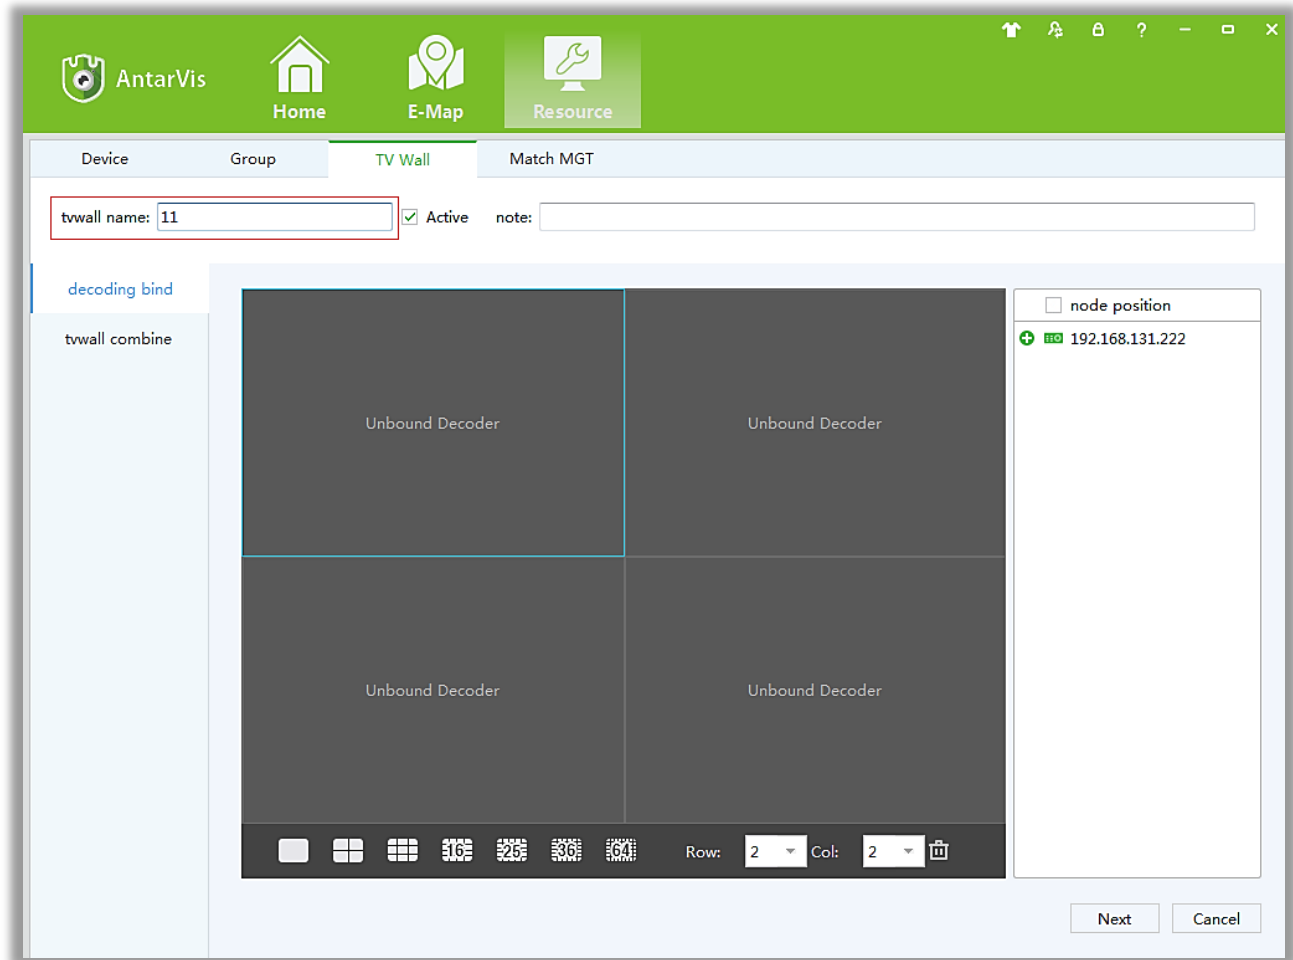 AntarVis
Home
E-Map
Resource
?
Device
Group
TV Wall
Match MGT
tvwall name: 11
Active
note:
decoding bind
tvwall combine
Unbound Decoder
Unbound Decoder
Unbound Decoder
Unbound Decoder
node position
192.168.131.222
16 25 36 64 Row: 2 Col: 2
Next
Cancel